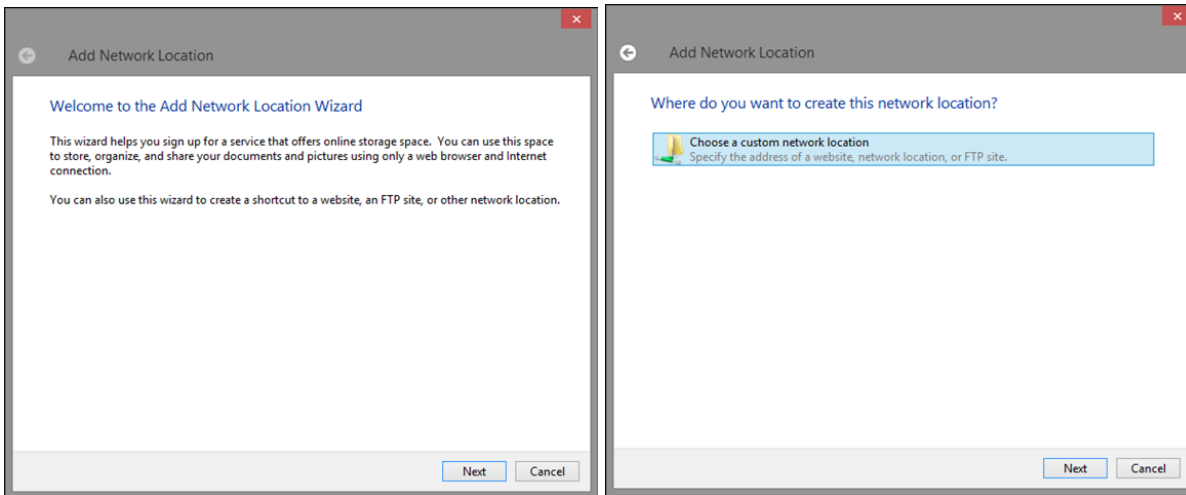 Add Network Location
Welcome to the Add Network Location Wizard
This wizard helps you sign up for a service that offers online storage space. You can use this space
to store, organize, and share your documents and pictures using only a web browser and Internet
connection.
You can also use this wizard to create a shortcut to a website, an FTP site, or other network location.
Next
Cancel
Add Network Location
Where do you want to create this network location?
Choose a custom network location
Specify the address of a website, network location, or FTP site.
Next
Cancel